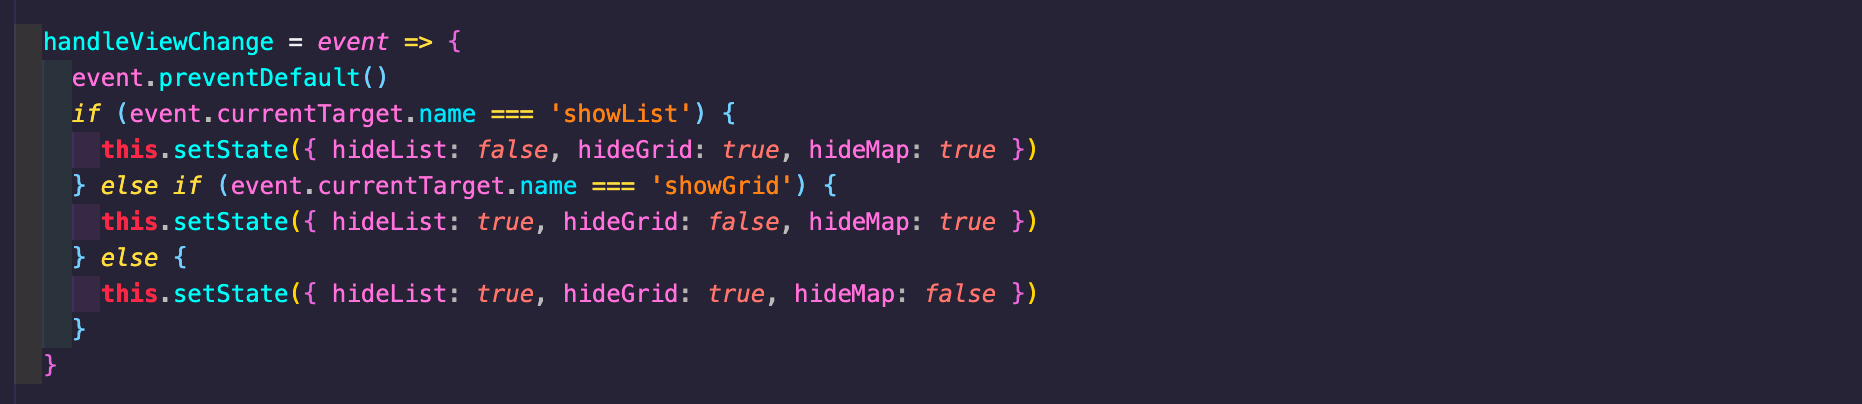 handleViewChange = event => {
  event.preventDefault()
  if (event.currentTarget.name === 'showList') {
    this.setState({ hideList: false, hideGrid: true, hideMap: true })
  } else if (event.currentTarget.name === 'showGrid') {
    this.setState({ hideList: true, hideGrid: false, hideMap: true })
  } else {
    this.setState({ hideList: true, hideGrid: true, hideMap: false })
  }
}